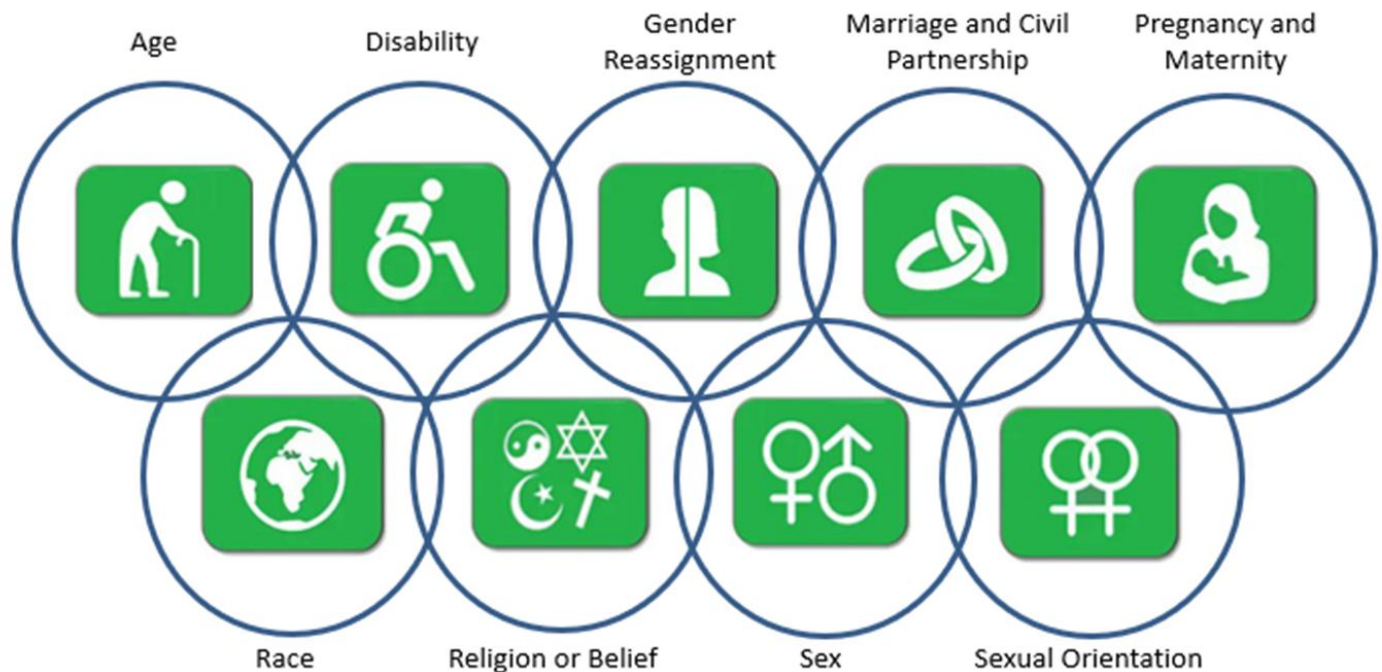 Age
Disability
Gender
Reassignment
Marriage and Civil
Partnership
Pregnancy and
Maternity
Race
Religion or Belief
Sex
Sexual Orientation